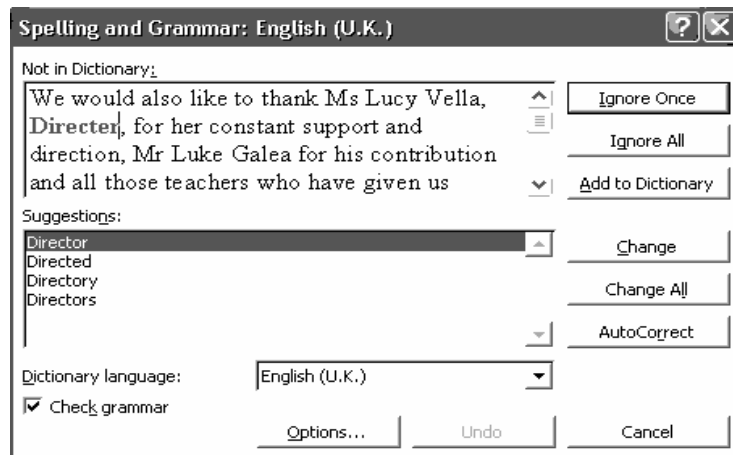 Spelling and Grammar: English (U.K.)
Not in Dictionary:
We would also like to thank Ms Lucy Vella,
Directer, for her constant support and
direction, Mr Luke Galea for his contribution
and all those teachers who have given us
Ignore Once
Ignore All
Add to Dictionary
Suggestions:
Director
Directed
Directory
Directors
Change
Change All
AutoCorrect
Dictionary language:
English (U.K.)
Check grammar
Options...
Undo
Cancel